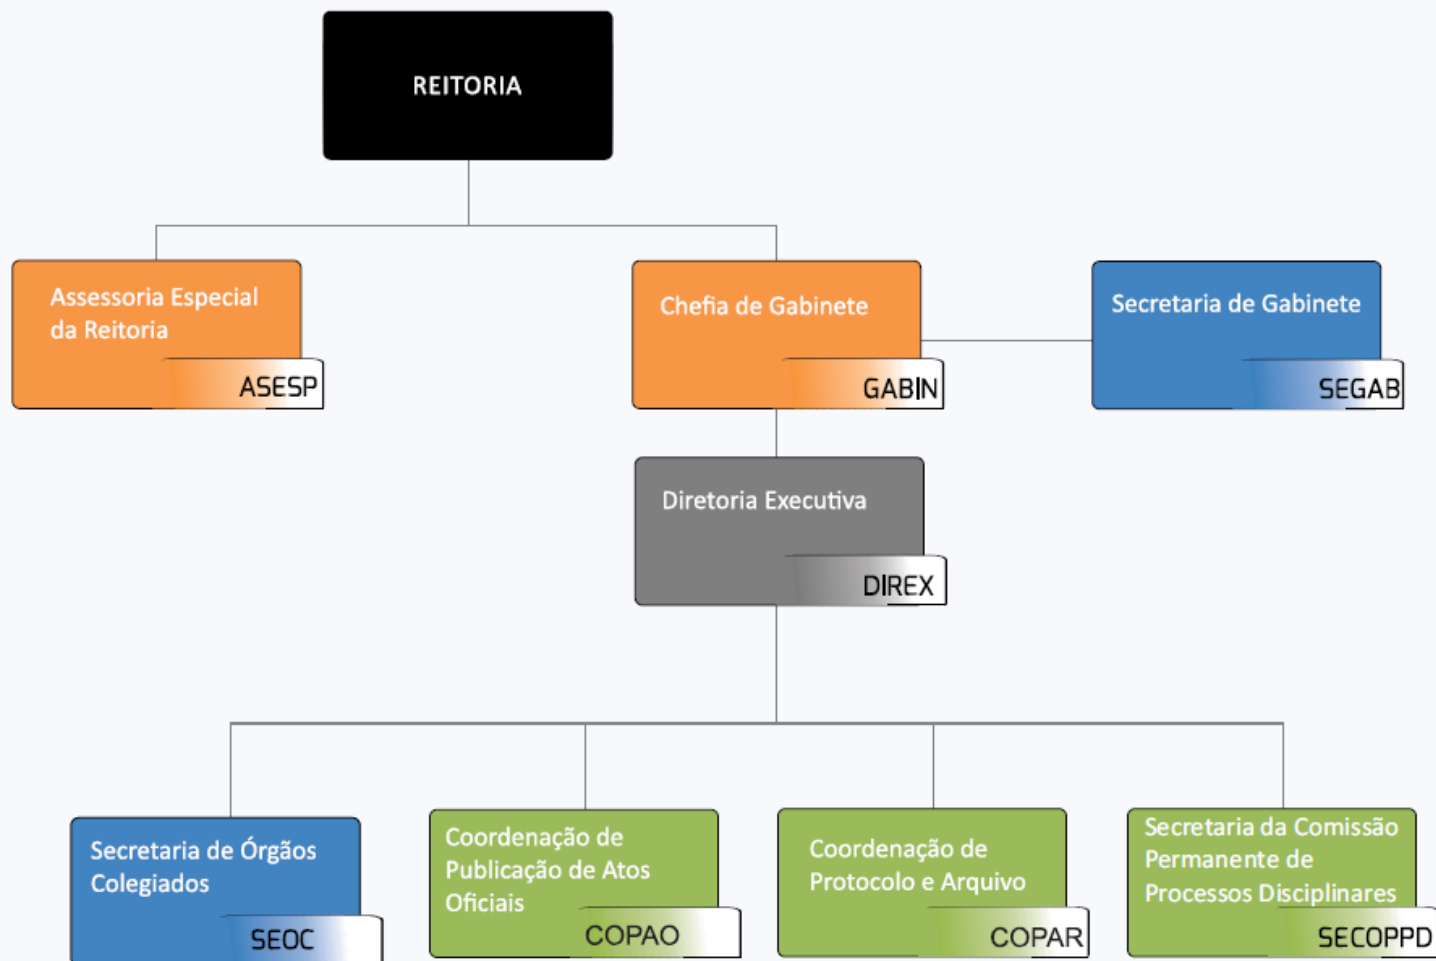 REITORIA
Assessoria Especial
da Reitoria
ASESP
Chefia de Gabinete
GABIN
Secretaria de Gabinete
SEGAB
Diretoria Executiva
DIREX
Secretaria de Órgãos
Colegiados
SEOC
Coordenação de
Publicação de Atos
Oficiais
COPAO
Coordenação de
Protocolo e Arquivo
COPAR
Secretaria da Comissão
Permanente de
Processos Disciplinares
SECOPPD